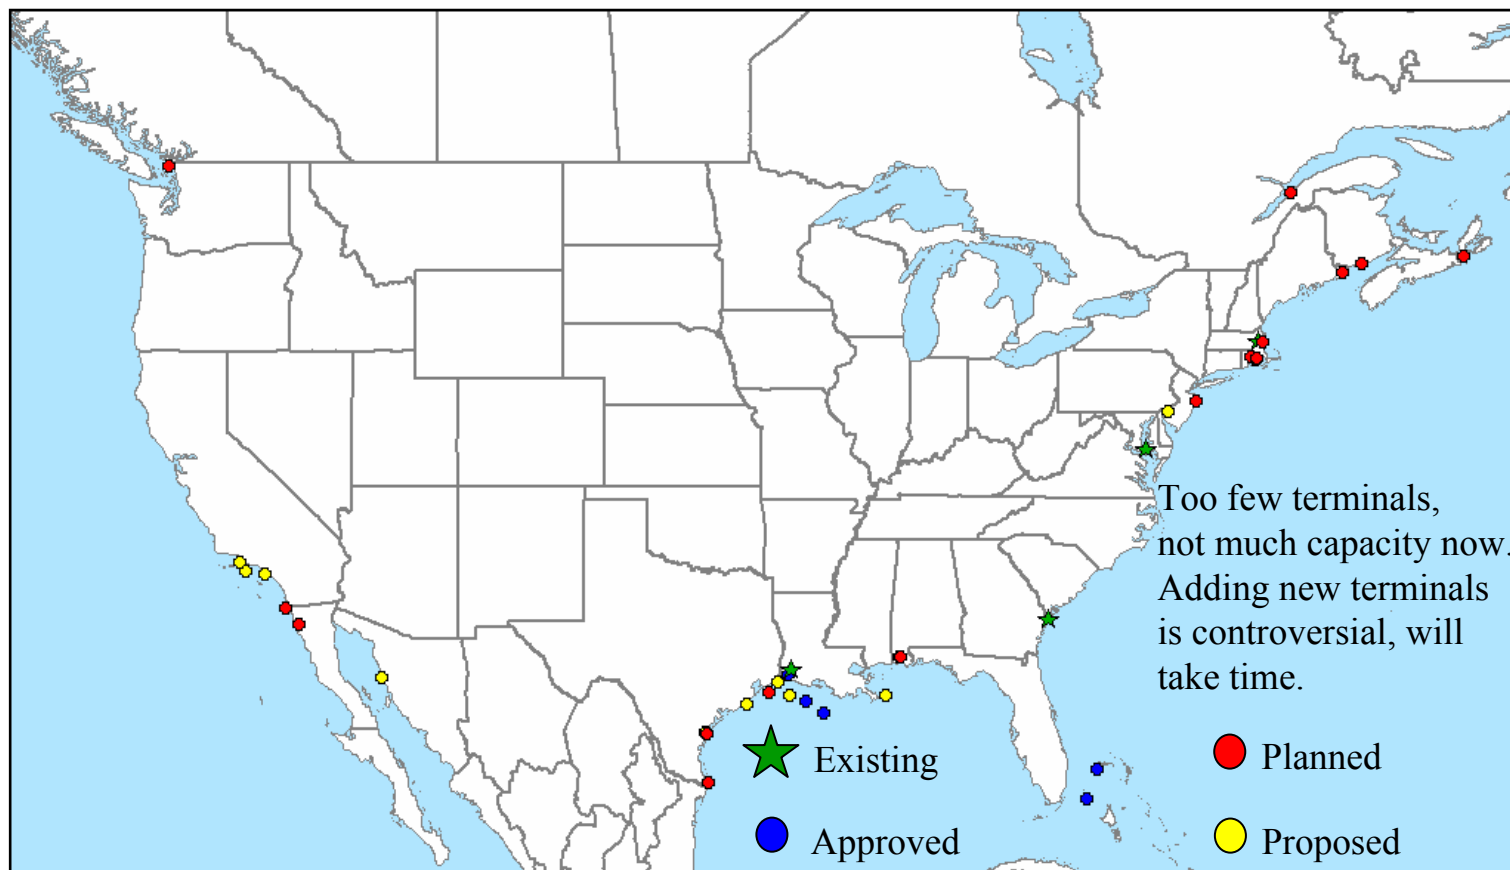 Too few terminals,
not much capacity now.
Adding new terminals
is controversial, will
take time.
Existing
Planned
Approved
Proposed